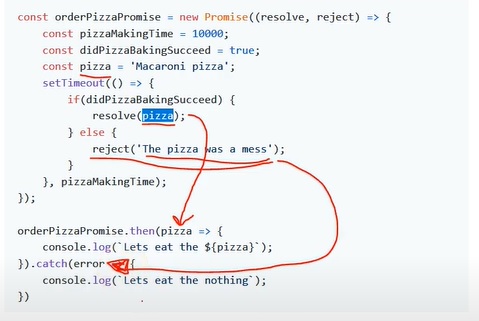 const orderPizzaPromise = new Promise((resolve, reject) => {
    const pizzaMakingTime = 10000;
    const didPizzaBakingSucceed = true;
    const pizza = 'Macaroni pizza';
    setTimeout(() => {
        if(didPizzaBakingSucceed) {
            resolve(pizza);
        } else {
            reject('The pizza was a mess');
        }
    }, pizzaMakingTime);
});

orderPizzaPromise.then(pizza => {
    console.log(`Lets eat the ${pizza}`);
}).catch(error {
    console.log(`Lets eat the nothing`);
})